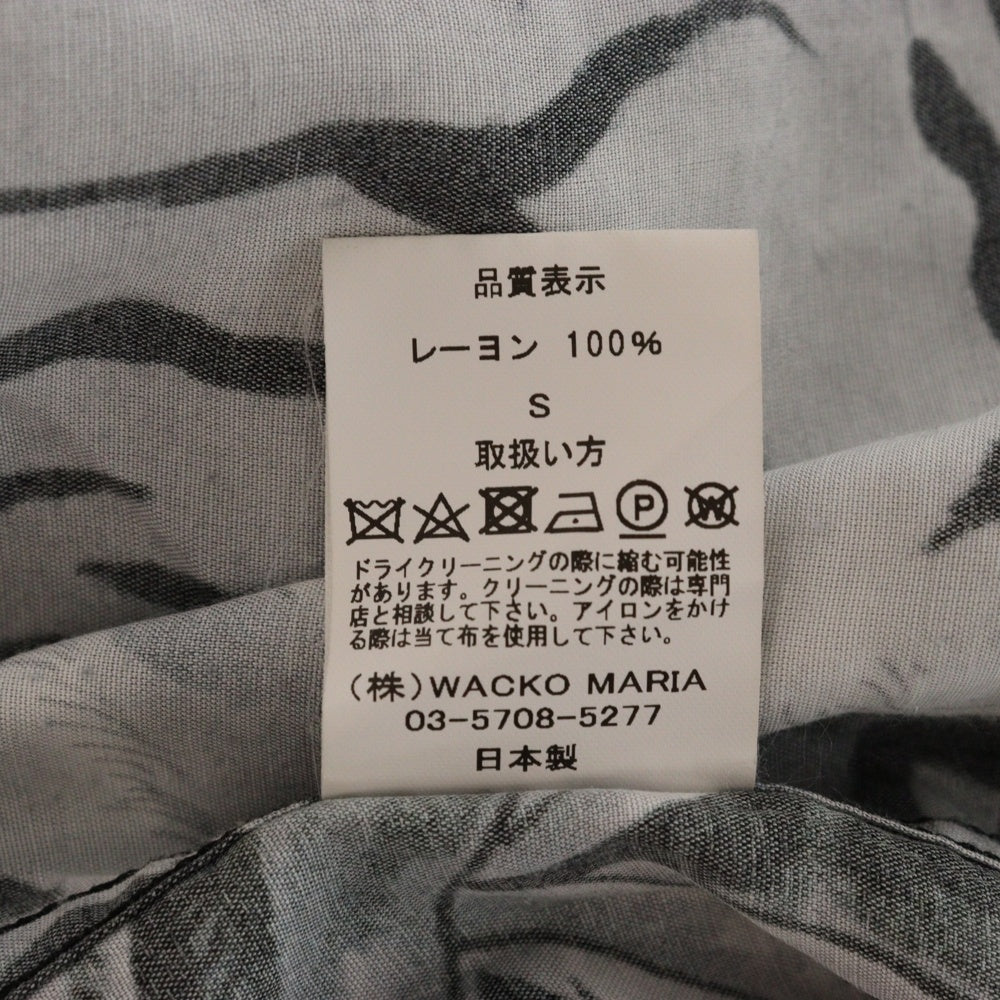 品質表示
レーヨン 100%
S
取扱い方
P W
ドライクリーニングの際に縮む可能性
があります。クリーニングの際は専門
店と相談して下さい。アイロンをかけ
る際は当て布を使用して下さい。
(株)WACKO MARIA
03-5708-5277
日本製